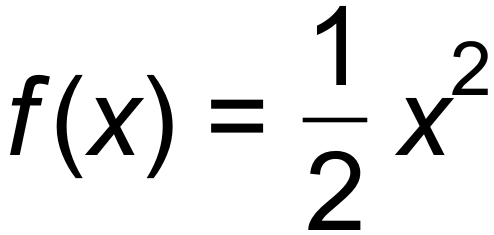 f(x) = 1/2 x²